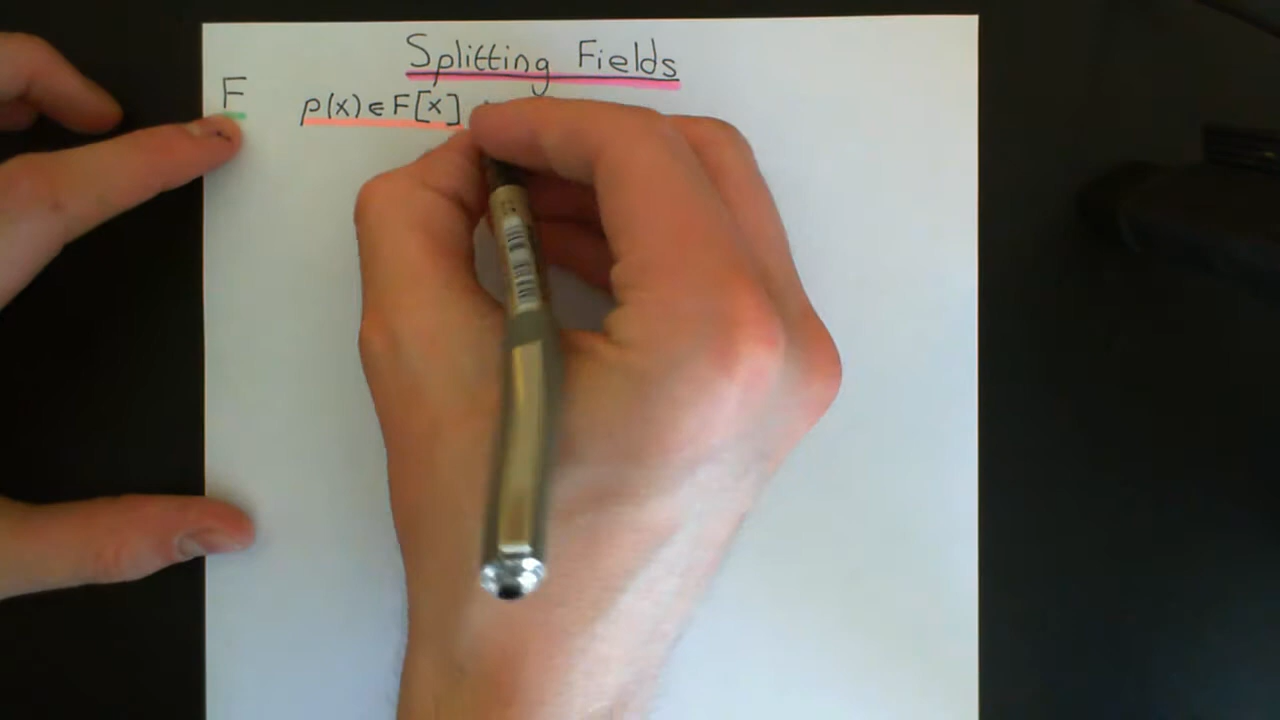 Splitting Fields
F p(x) ∈ F[x]